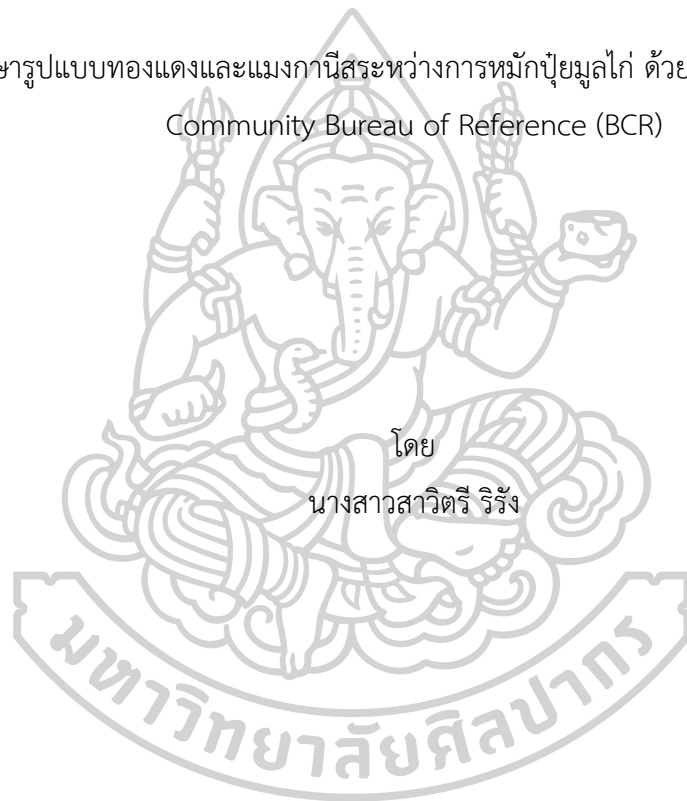 ษารูปแบบทองแดงและแมงกานีสระหว่างการหมักปุ๋ยมูลไก่ ด้วย
Community Bureau of Reference (BCR)
โดย
นางสาวสาวิตรี ริรัง
มหาวิทยาลัยศิลปากร